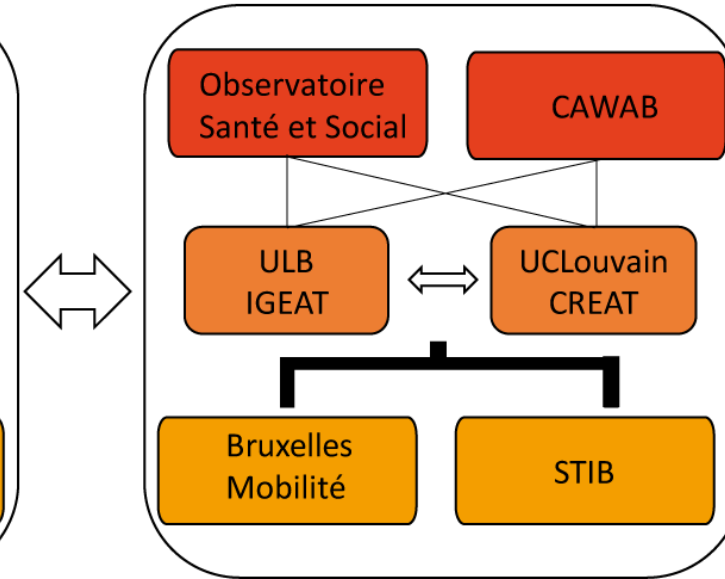 Observatoire
Santé et Social
CAWAB
ULB
IGEAT
UCLouvain
CREAT
Bruxelles
Mobilité
STIB